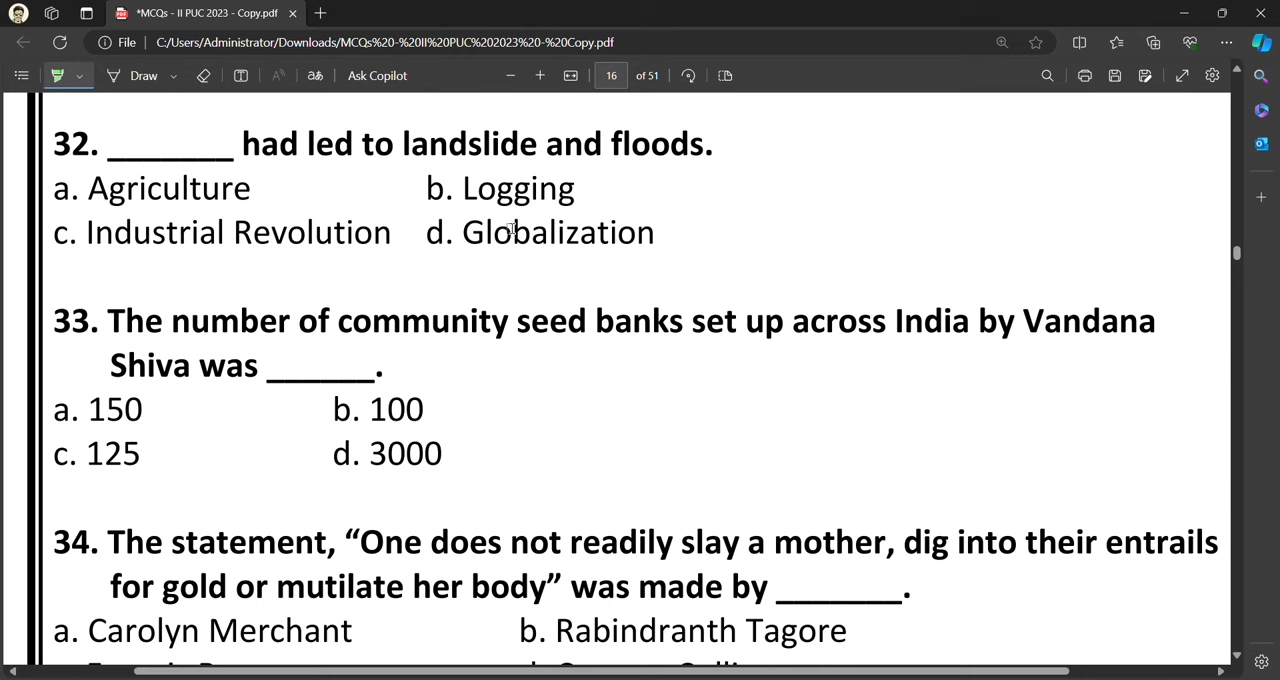 *MCQs - II PUC 2023 - Copy.pdf
File C:/Users/Administrator/Downloads/MCQs%20-%20II%20PUC%202023%20-%20Copy.pdf
Draw Ask Copilot 16 of 51
32. _______ had led to landslide and floods.
a. Agriculture b. Logging
c. Industrial Revolution d. Globalization
33. The number of community seed banks set up across India by Vandana
Shiva was ______.
a. 150 b. 100
c. 125 d. 3000
34. The statement, “One does not readily slay a mother, dig into their entrails
for gold or mutilate her body” was made by _______.
a. Carolyn Merchant b. Rabindranth Tagore